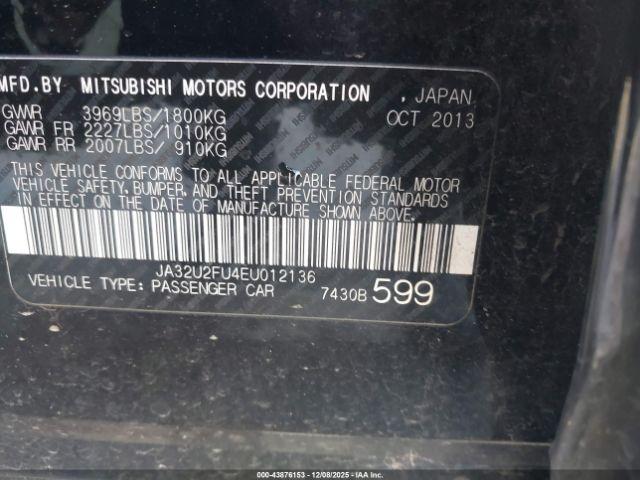 MFD.BY MITSUBISHI MOTORS CORPORATION , JAPAN
GWWR 3969LBS/1800KG OCT 2013
GAWR FR 2227LBS/1010KG
GAWR RR 2007LBS/ 910KG
THIS VEHICLE CONFORMS TO ALL APPLICABLE FEDERAL MOTOR
VEHICLE SAFETY, BUMPER, AND THEFT PREVENTION STANDARDS
IN EFFECT ON THE DATE OF MANUFACTURE SHOWN ABOVE.
JA32U2FU4EU012136
VEHICLE TYPE: PASSENGER CAR 7430B 599
000-43876153 - 12/08/2025 - IAA Inc.